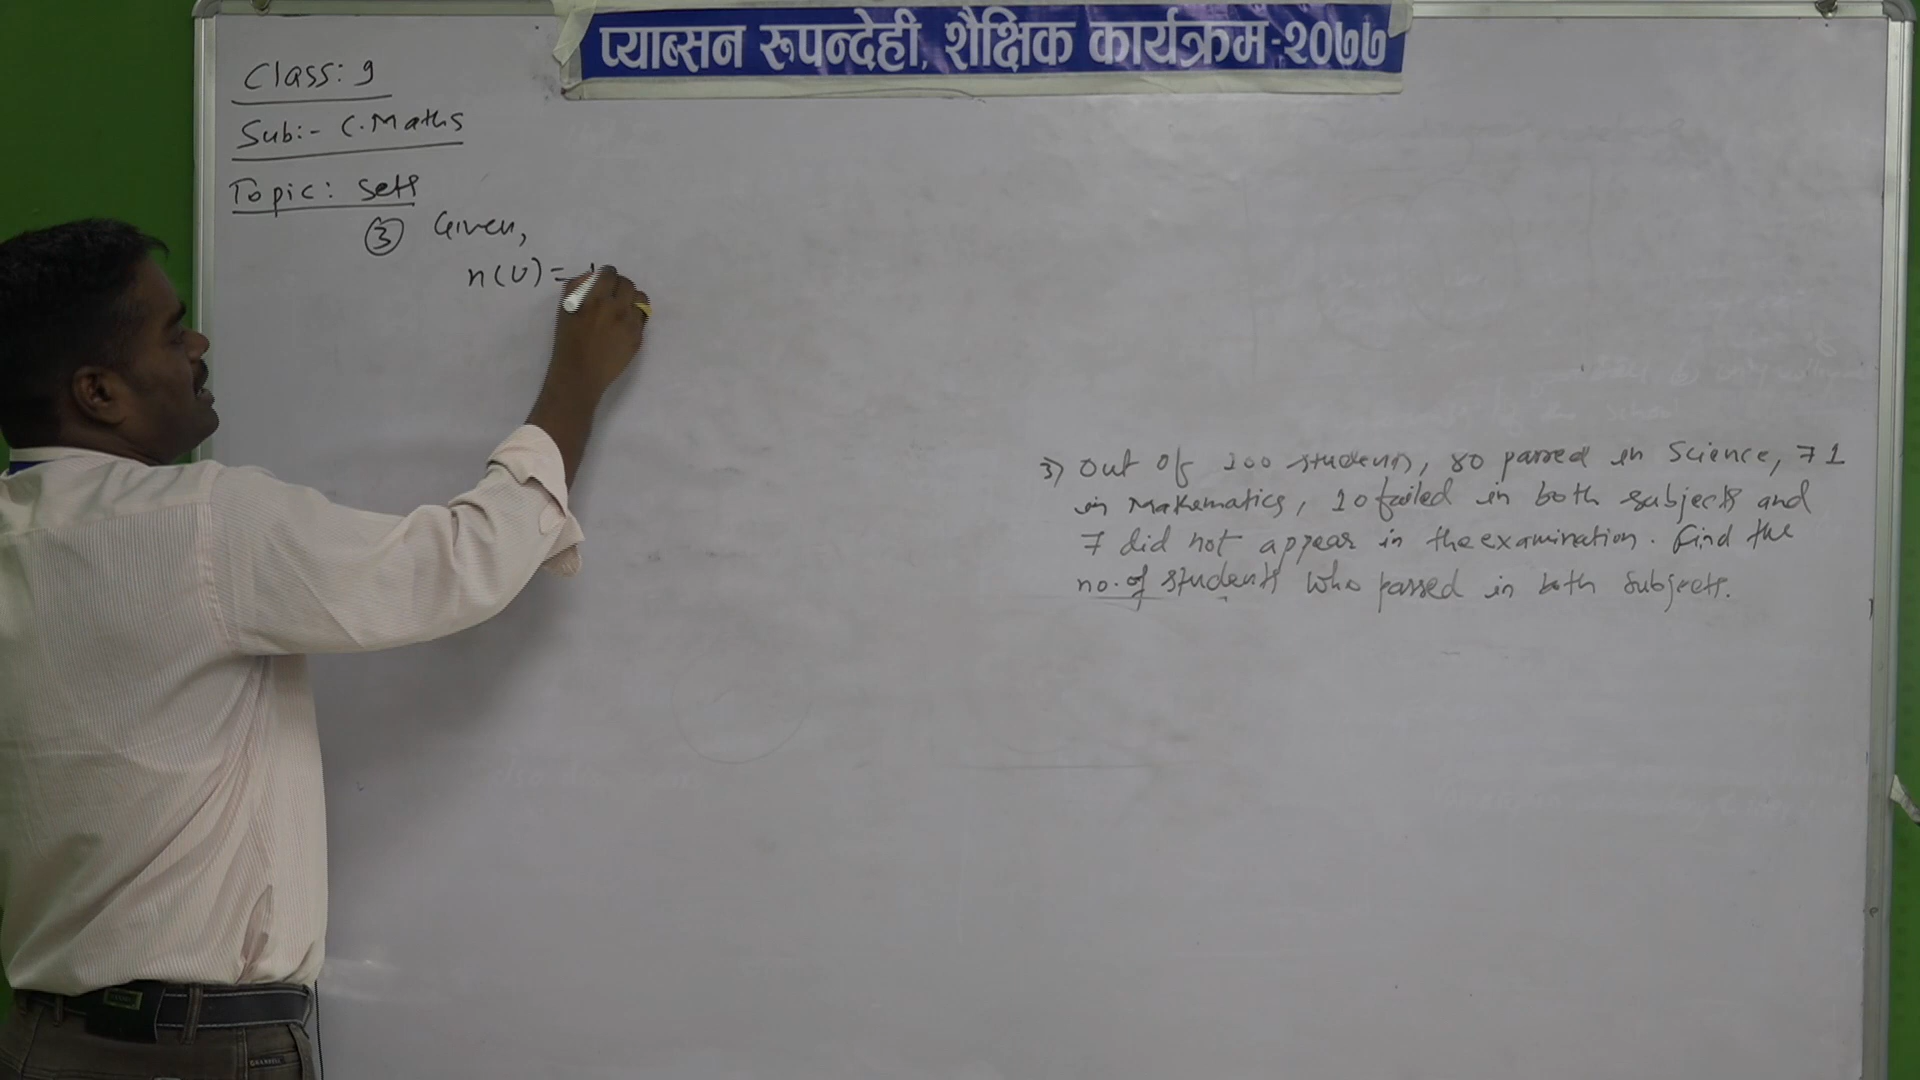 प्याब्सन रुपन्देही, शैक्षिक कार्यक्रम-२०७७
Class: 9
Sub:- C. Maths
Topic: Sets
③ Given,
n(U) =
3) Out of 100 students, 80 passed in Science, 71
in Mathematics, 10 failed in both subjects and
7 did not appear in the examination. Find the
no. of students who passed in both subjects.